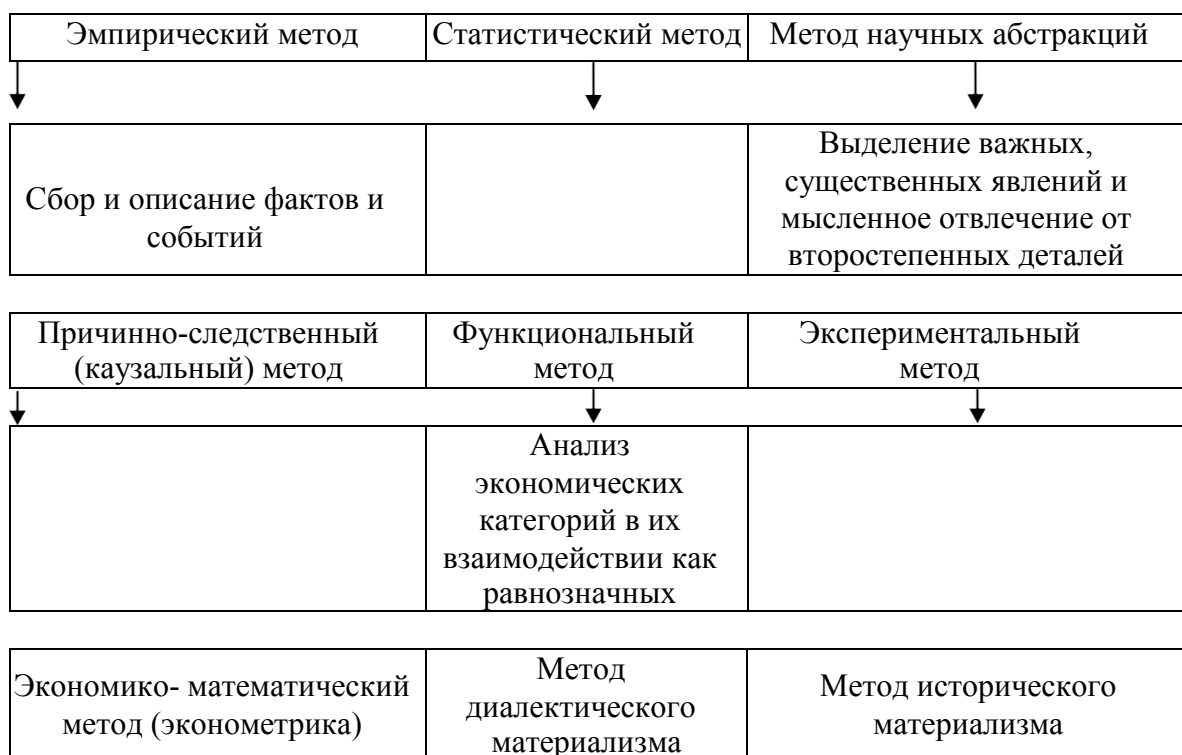 Эмпирический метод
Статистический метод
Метод научных абстракций
Сбор и описание фактов и
событий
Выделение важных,
существенных явлений и
мысленное отвлечение от
второстепенных деталей
Причинно-следственный
(каузальный) метод
Функциональный
метод
Экспериментальный
метод
Анализ
экономических
категорий в их
взаимодействии как
равнозначных
Экономико- математический
метод (эконометрика)
Метод
диалектического
материализма
Метод исторического
материализма